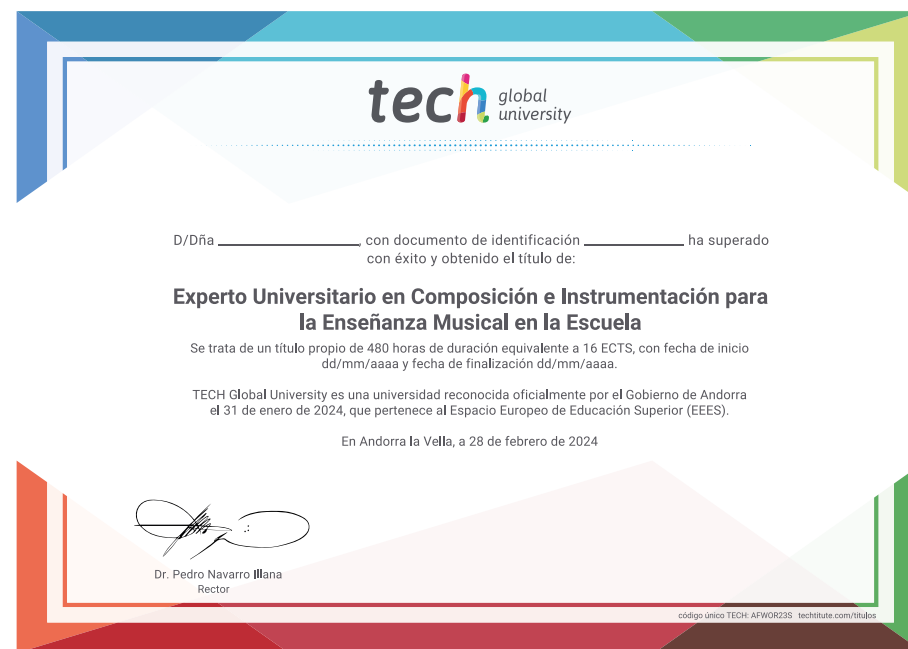 tech global university
D/Dña ____________________, con documento de identificación ______________ ha superado
con éxito y obtenido el título de:
Experto Universitario en Composición e Instrumentación para
la Enseñanza Musical en la Escuela
Se trata de un título propio de 480 horas de duración equivalente a 16 ECTS, con fecha de inicio
dd/mm/aaaa y fecha de finalización dd/mm/aaaa.
TECH Global University es una universidad reconocida oficialmente por el Gobierno de Andorra
el 31 de enero de 2024, que pertenece al Espacio Europeo de Educación Superior (EEES).
En Andorra la Vella, a 28 de febrero de 2024
Dr. Pedro Navarro Illana
Rector
código único TECH: AFWOR23S techtitute.com/titulos